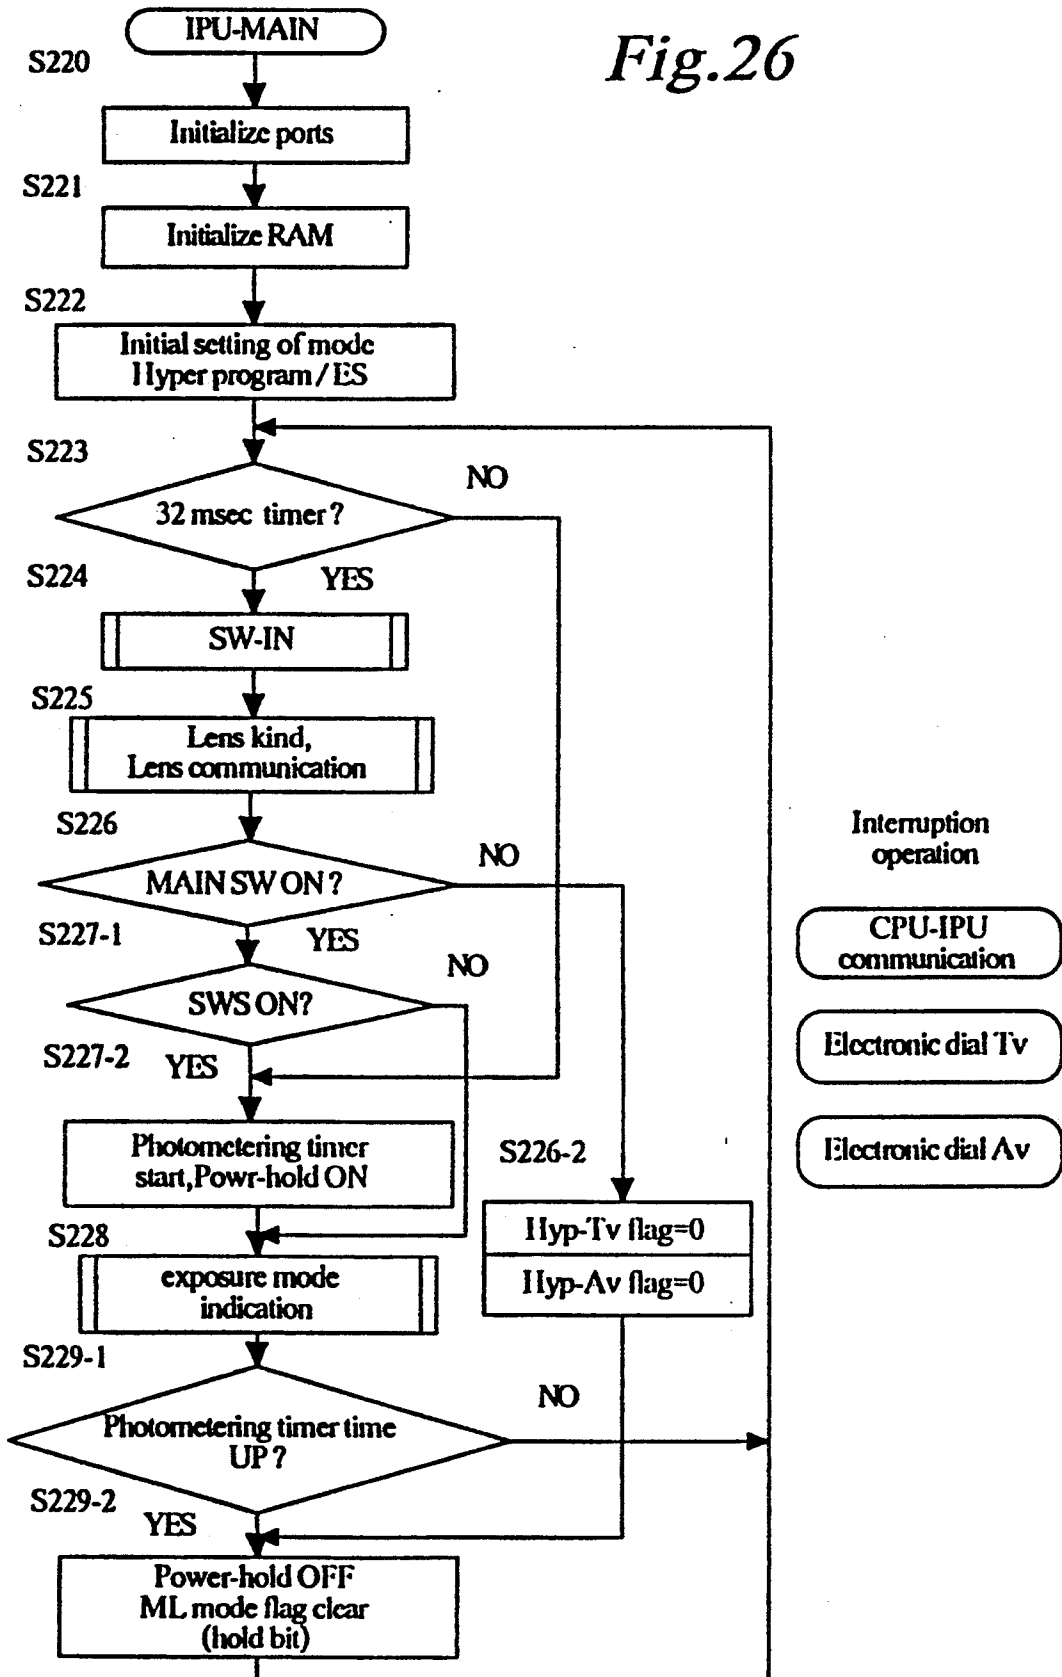 IPU-MAIN
Fig.26
S220
Initialize ports
S221
Initialize RAM
S222
Initial setting of mode
Hyper program / ES
S223
NO
32 msec timer?
S224
YES
SW-IN
S225
Lens kind,
Lens communication
S226
NO
MAIN SW ON?
S227-1
YES
NO
SWS ON?
S227-2
YES
Photometering timer
start,Powr-hold ON
S226-2
Hyp-Tv flag=0
Hyp-Av flag=0
S228
exposure mode
indication
S229-1
NO
Photometering timer time
UP?
S229-2
YES
Power-hold OFF
ML mode flag clear
(hold bit)
Interruption
operation
CPU-IPU
communication
Electronic dial Tv
Electronic dial Av